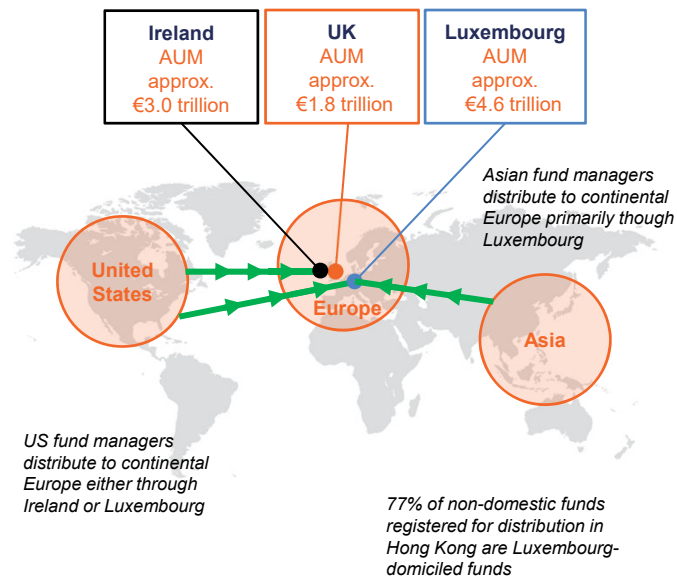 Ireland
AUM
approx.
€3.0 trillion
UK
AUM
approx.
€1.8 trillion
Luxembourg
AUM
approx.
€4.6 trillion
Asian fund managers
distribute to continental
Europe primarily though
Luxembourg
United
States
Europe
Asia
US fund managers
distribute to continental
Europe either through
Ireland or Luxembourg
77% of non-domestic funds
registered for distribution in
Hong Kong are Luxembourg-
domiciled funds